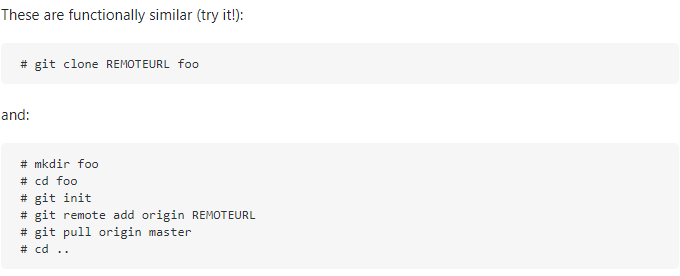 These are functionally similar (try it!):
# git clone REMOTEURL foo
and:
# mkdir foo
# cd foo
# git init
# git remote add origin REMOTEURL
# git pull origin master
# cd ..